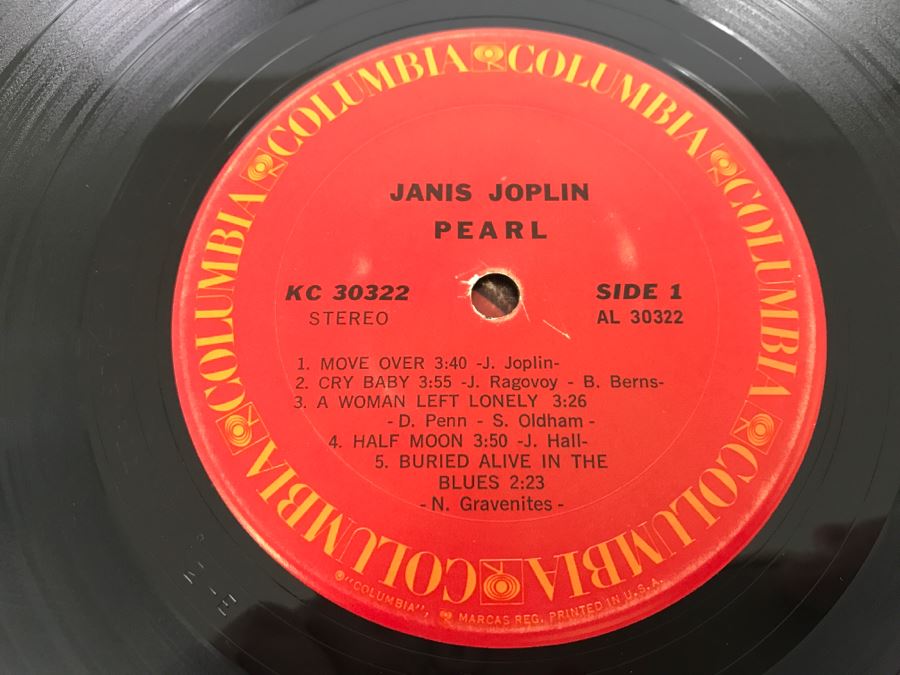 COLUMBIA COLUMBIA COLUMBIA COLUMBIA COLUMBIA COLUMBIA
JANIS JOPLIN
PEARL
KC 30322 SIDE 1
STEREO AL 30322
1. MOVE OVER 3:40 -J. Joplin-
2. CRY BABY 3:55 -J. Ragovoy - B. Berns-
3. A WOMAN LEFT LONELY 3:26
-D. Penn - S. Oldham-
4. HALF MOON 3:50 -J. Hall-
5. BURIED ALIVE IN THE
BLUES 2:23
-N. Gravenites-
®"COLUMBIA", MARCAS REG. PRINTED IN U.S.A.